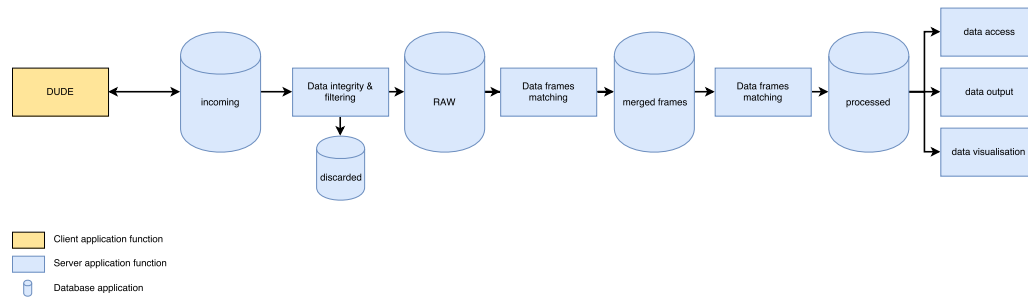 DUDE
incoming
Data integrity &
filtering
discarded
RAW
Data frames
matching
merged frames
Data frames
matching
processed
data access
data output
data visualisation
Client application function
Server application function
Database application